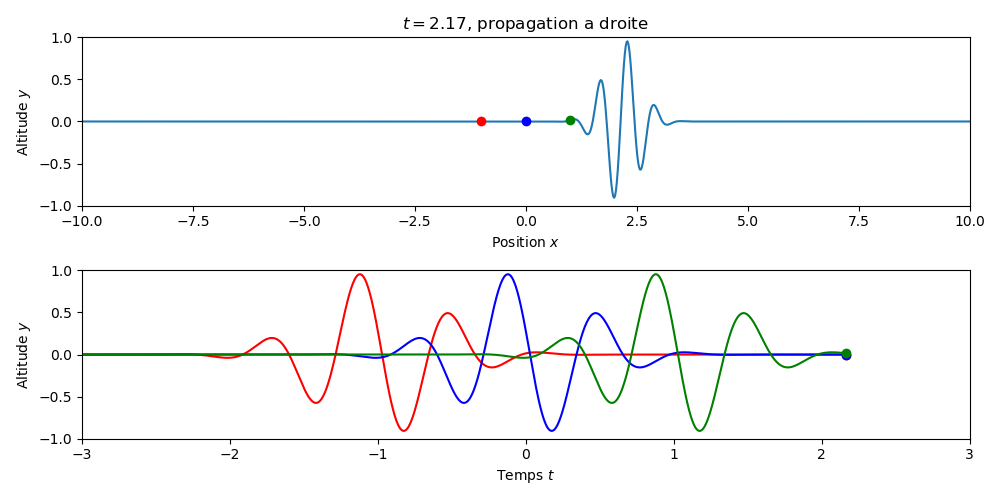 t = 2.17, propagation a droite
Altitude y
1.0
0.5
0.0
−0.5
−1.0
−10.0 −7.5 −5.0 −2.5 0.0 2.5 5.0 7.5 10.0
Position x
Altitude y
1.0
0.5
0.0
−0.5
−1.0
−3 −2 −1 0 1 2 3
Temps t